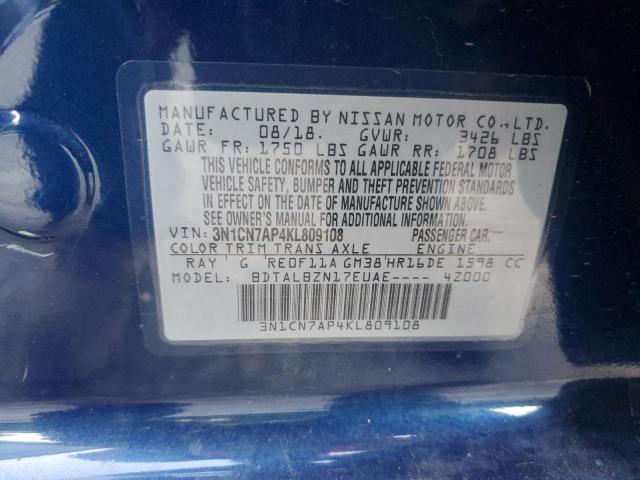 MANUFACTURED BY NISSAN MOTOR CO., LTD.
DATE: 08/18. GVWR: 3426 LBS
GAWR FR: 1750 LBS GAWR RR: 1708 LBS
THIS VEHICLE CONFORMS TO ALL APPLICABLE FEDERAL MOTOR
VEHICLE SAFETY, BUMPER AND THEFT PREVENTION STANDARDS
IN EFFECT ON THE DATE OF MANUFACTURE SHOWN ABOVE.
SEE OWNER'S MANUAL FOR ADDITIONAL INFORMATION.
VIN: 3N1CN7AP4KL809108 PASSENGER CAR.
COLOR TRIM TRANS AXLE ENGINE
RAY G RE0F11A GM38 HR16DE 1598 CC
MODEL: BDTALBZN17EUAE---- 4Z000
3N1CN7AP4KL809108